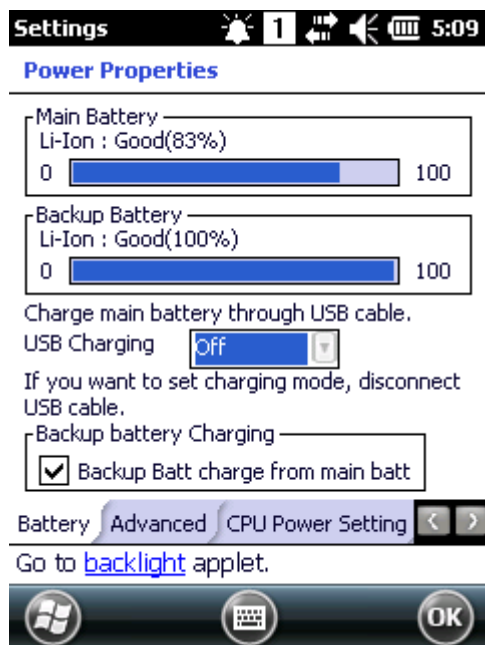 Settings 1 5:09
Power Properties
Main Battery
Li-Ion : Good(83%)
0 100
Backup Battery
Li-Ion : Good(100%)
0 100
Charge main battery through USB cable.
USB Charging Off
If you want to set charging mode, disconnect
USB cable.
Backup battery Charging
Backup Batt charge from main batt
Battery Advanced CPU Power Setting
Go to backlight applet.
OK